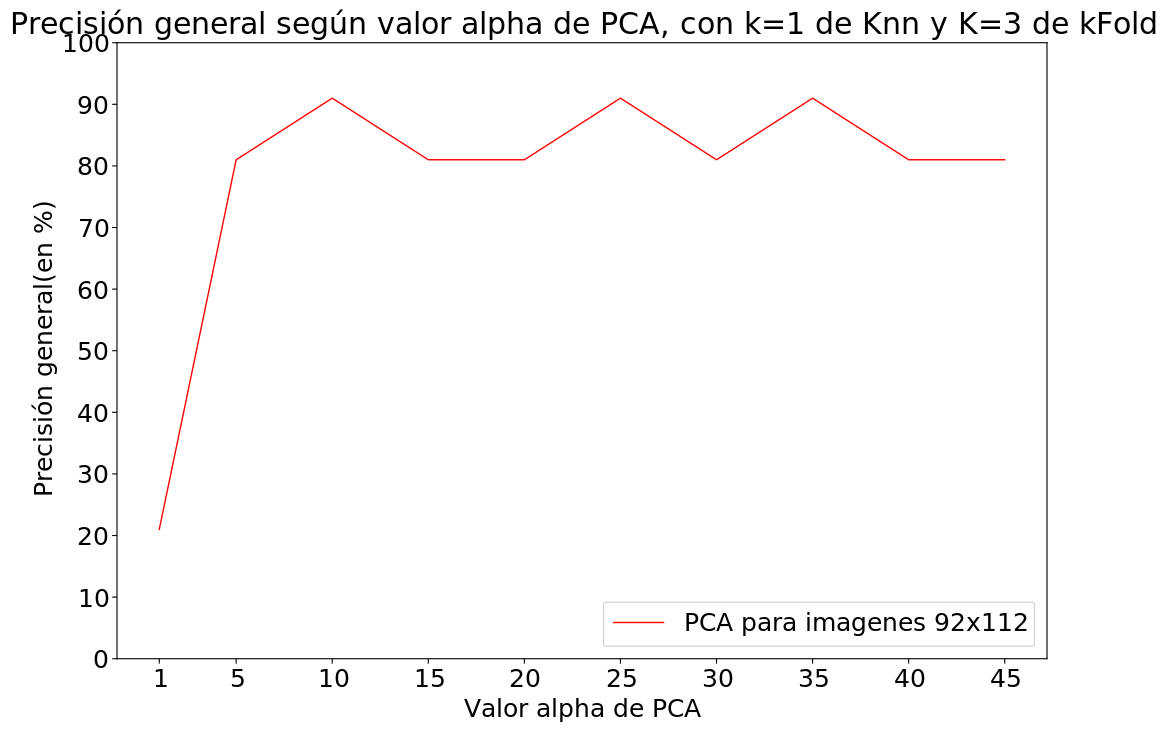 Precisión general según valor alpha de PCA, con k=1 de Knn y K=3 de kFold
100
90
80
70
60
50
40
30
20
10
0
Precisión general(en %)
PCA para imagenes 92x112
1 5 10 15 20 25 30 35 40 45
Valor alpha de PCA